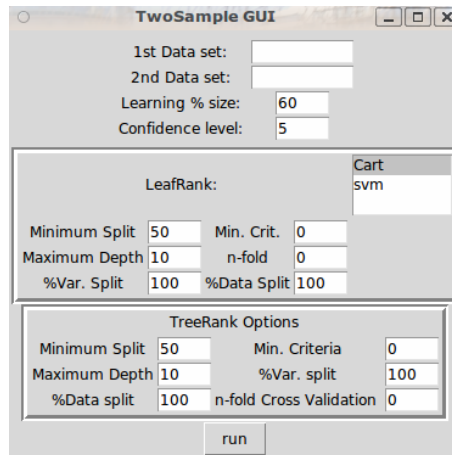 TwoSample GUI
1st Data set:
2nd Data set:
Learning % size: 60
Confidence level: 5
LeafRank: Cart
svm
Minimum Split 50 Min. Crit. 0
Maximum Depth 10 n-fold 0
%Var. Split 100 %Data Split 100
TreeRank Options
Minimum Split 50 Min. Criteria 0
Maximum Depth 10 %Var. split 100
%Data split 100 n-fold Cross Validation 0
run